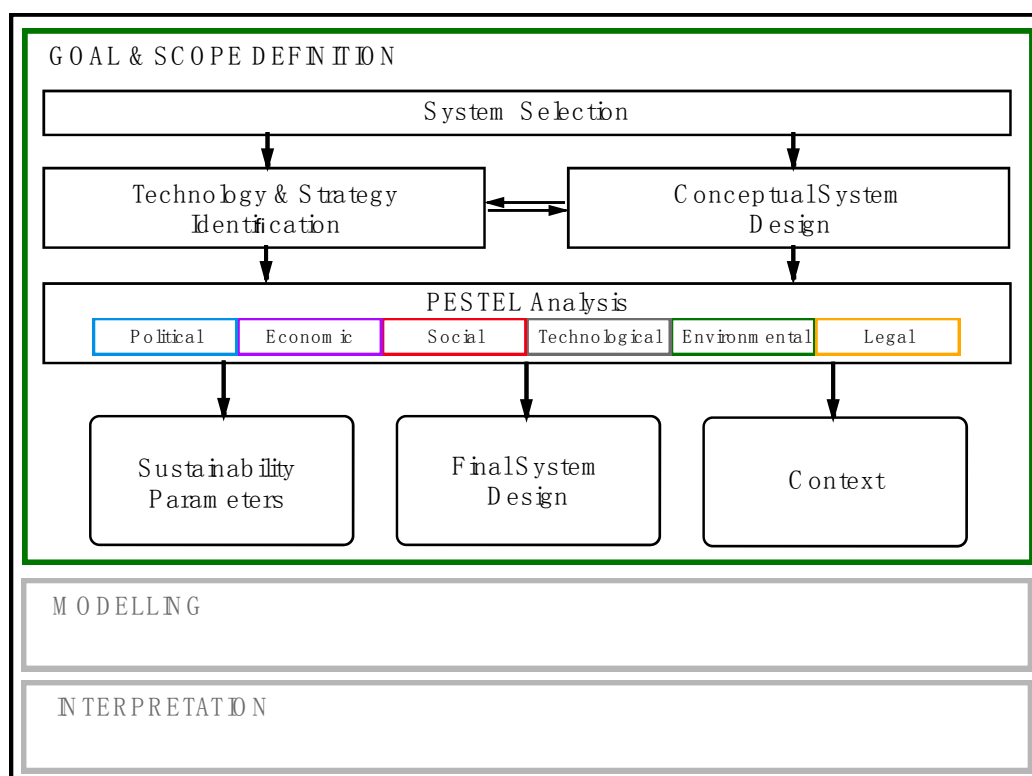 GOAL & SCOPE DEFINITION
System Selection
Technology & Strategy
Identification
Conceptual System
Design
PESTEL Analysis
Political
Economic
Social
Technological
Environmental
Legal
Sustainability
Parameters
Final System
Design
Context
MODELLING
INTERPRETATION